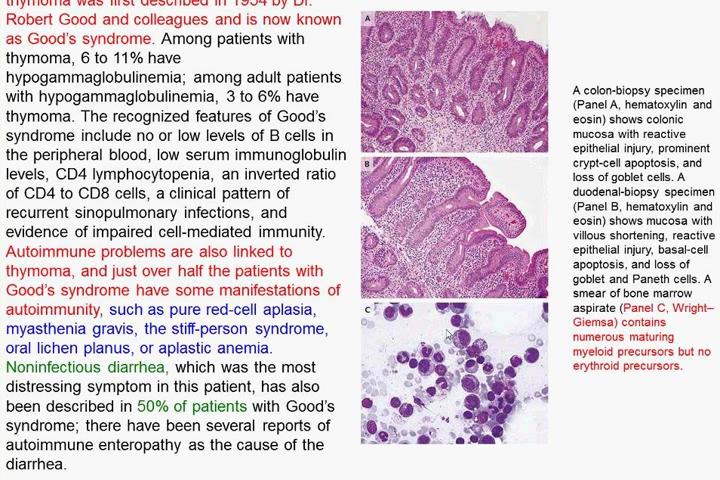 thymoma was first described in 1954 by Dr.
Robert Good and colleagues and is now known
as Good's syndrome. Among patients with
thymoma, 6 to 11% have
hypogammaglobulinemia; among adult patients
with hypogammaglobulinemia, 3 to 6% have
thymoma. The recognized features of Good's
syndrome include no or low levels of B cells in
the peripheral blood, low serum immunoglobulin
levels, CD4 lymphocytopenia, an inverted ratio
of CD4 to CD8 cells, a clinical pattern of
recurrent sinopulmonary infections, and
evidence of impaired cell-mediated immunity.
Autoimmune problems are also linked to
thymoma, and just over half the patients with
Good's syndrome have some manifestations of
autoimmunity, such as pure red-cell aplasia,
myasthenia gravis, the stiff-person syndrome,
oral lichen planus, or aplastic anemia.
Noninfectious diarrhea, which was the most
distressing symptom in this patient, has also
been described in 50% of patients with Good's
syndrome; there have been several reports of
autoimmune enteropathy as the cause of the
diarrhea.
A
B
C
A colon-biopsy specimen
(Panel A, hematoxylin and
eosin) shows colonic
mucosa with reactive
epithelial injury, prominent
crypt-cell apoptosis, and
loss of goblet cells. A
duodenal-biopsy specimen
(Panel B, hematoxylin and
eosin) shows mucosa with
villous shortening, reactive
epithelial injury, basal-cell
apoptosis, and loss of
goblet and Paneth cells. A
smear of bone marrow
aspirate (Panel C, Wright–
Giemsa) contains
numerous maturing
myeloid precursors but no
erythroid precursors.